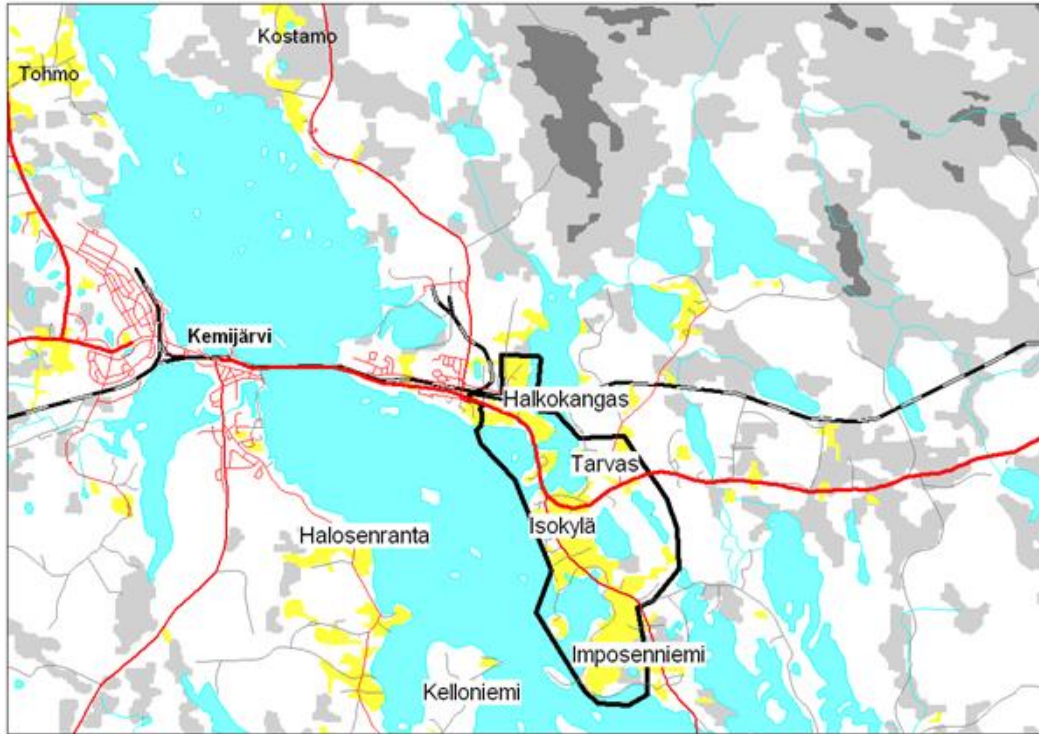 Kostamo
Tohmo
Kemijärvi
Halkokangas
Tarvas
Isokylä
Halosenranta
Imposenniemi
Kelloniemi